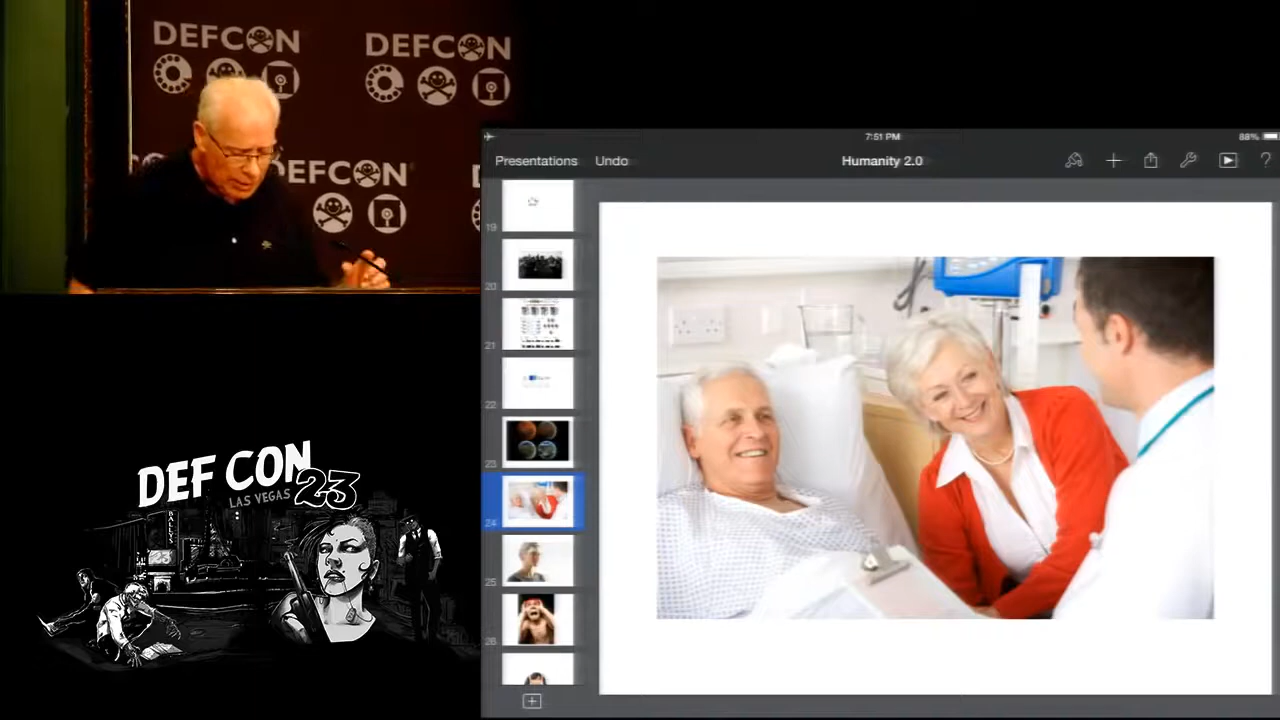 DEFCON DEFCON
DEFCON
7:51 PM 88%
Presentations Undo Humanity 2.0 ?
19
20
21
22
23
24
25
26
DEF CON 23
LAS VEGAS
BALLY'S